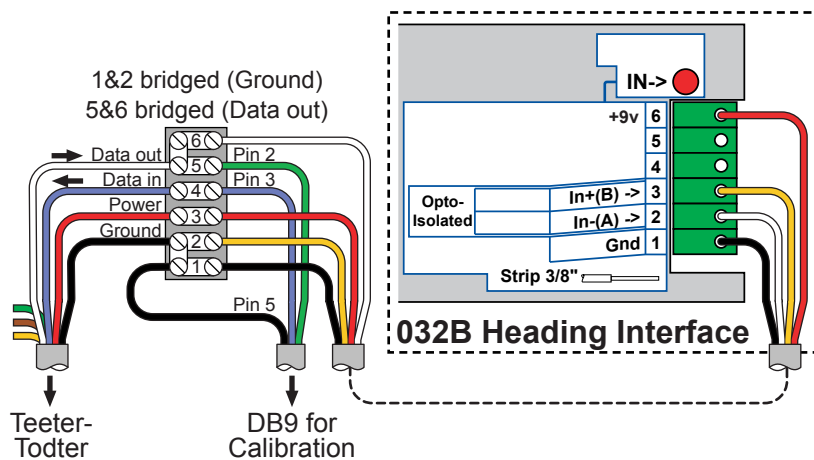 1&2 bridged (Ground)
5&6 bridged (Data out)
6
Data out
5
Pin 2
Data in
4
Pin 3
Power
3
Ground
2
1
Pin 5
Teeter-
Todter
DB9 for
Calibration
IN->
+9v
6
5
4
Opto-
Isolated
In+(B) ->
3
In-(A) ->
2
Gnd
1
Strip 3/8"
032B Heading Interface